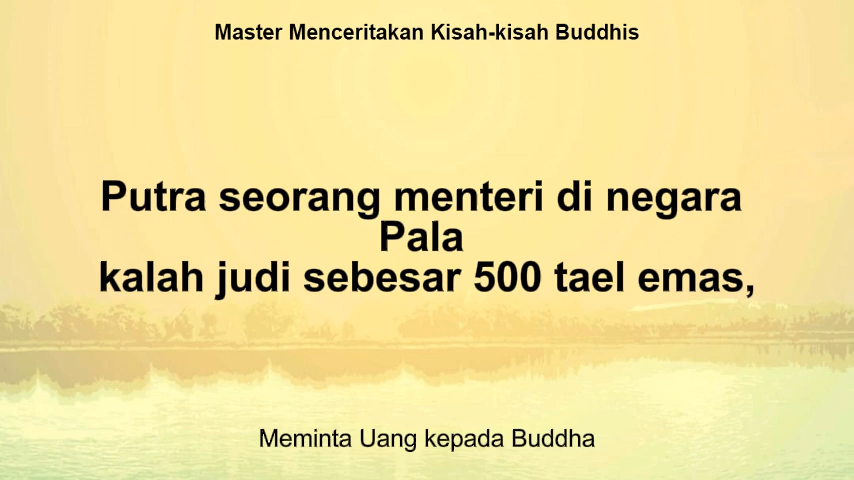 Master Menceritakan Kisah-kisah Buddhis
Putra seorang menteri di negara
Pala
kalah judi sebesar 500 tael emas,
Meminta Uang kepada Buddha